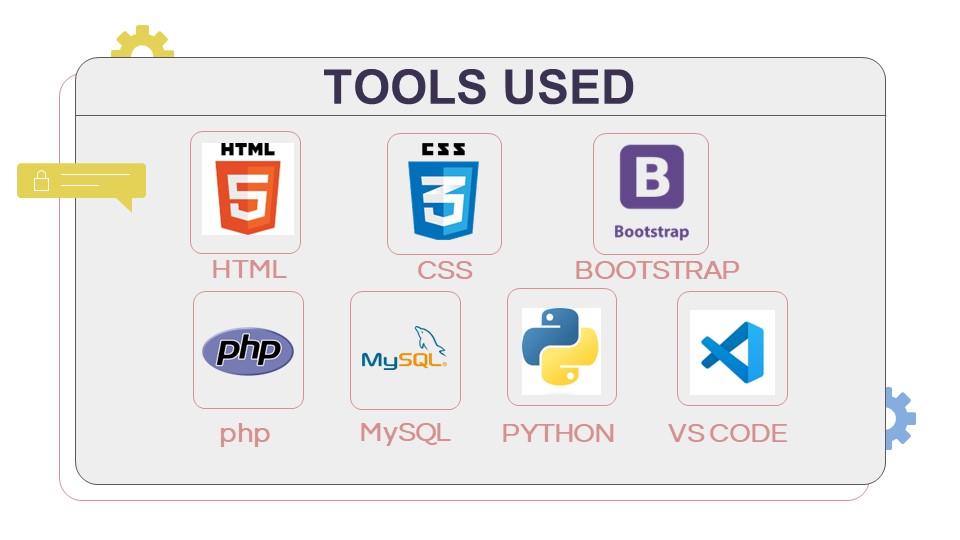 TOOLS USED
HTML
5
CSS
3
B
Bootstrap
HTML
CSS
BOOTSTRAP
php
MySQL
php
MySQL
PYTHON
VS CODE